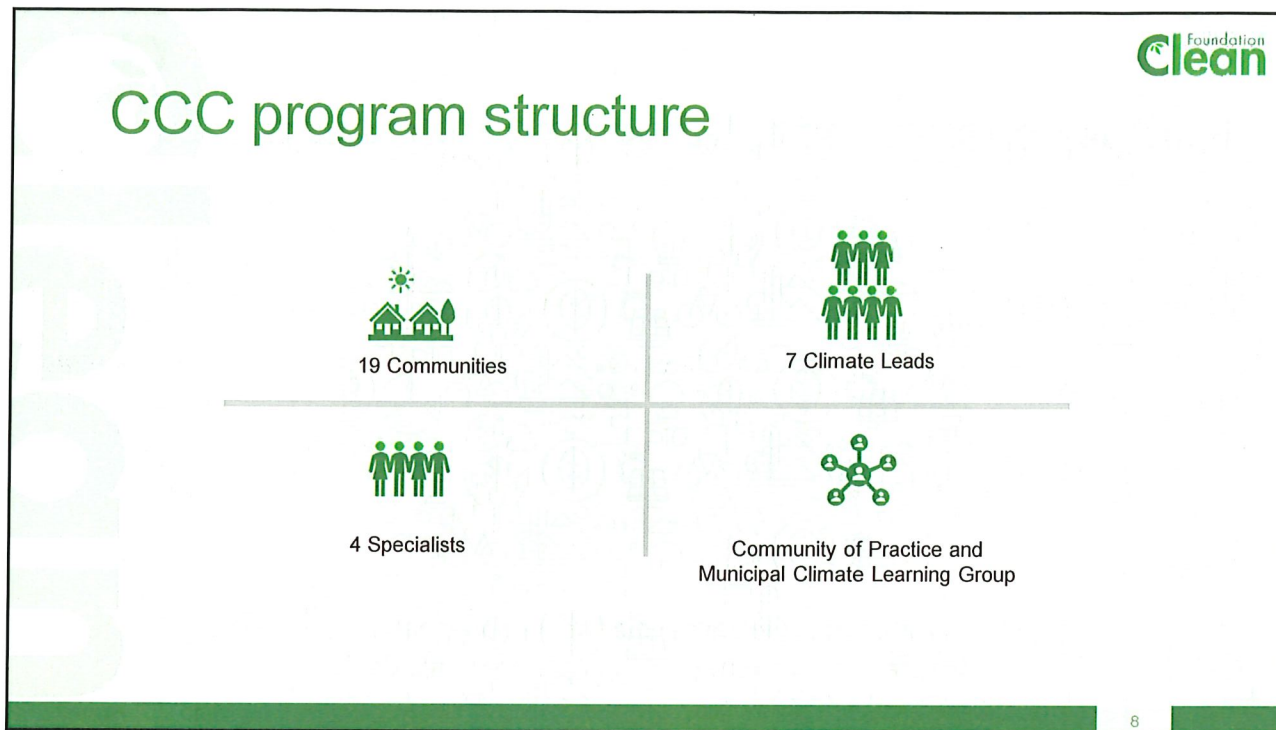 Foundation
Clean
CCC program structure
19 Communities
7 Climate Leads
4 Specialists
Community of Practice and
Municipal Climate Learning Group
8